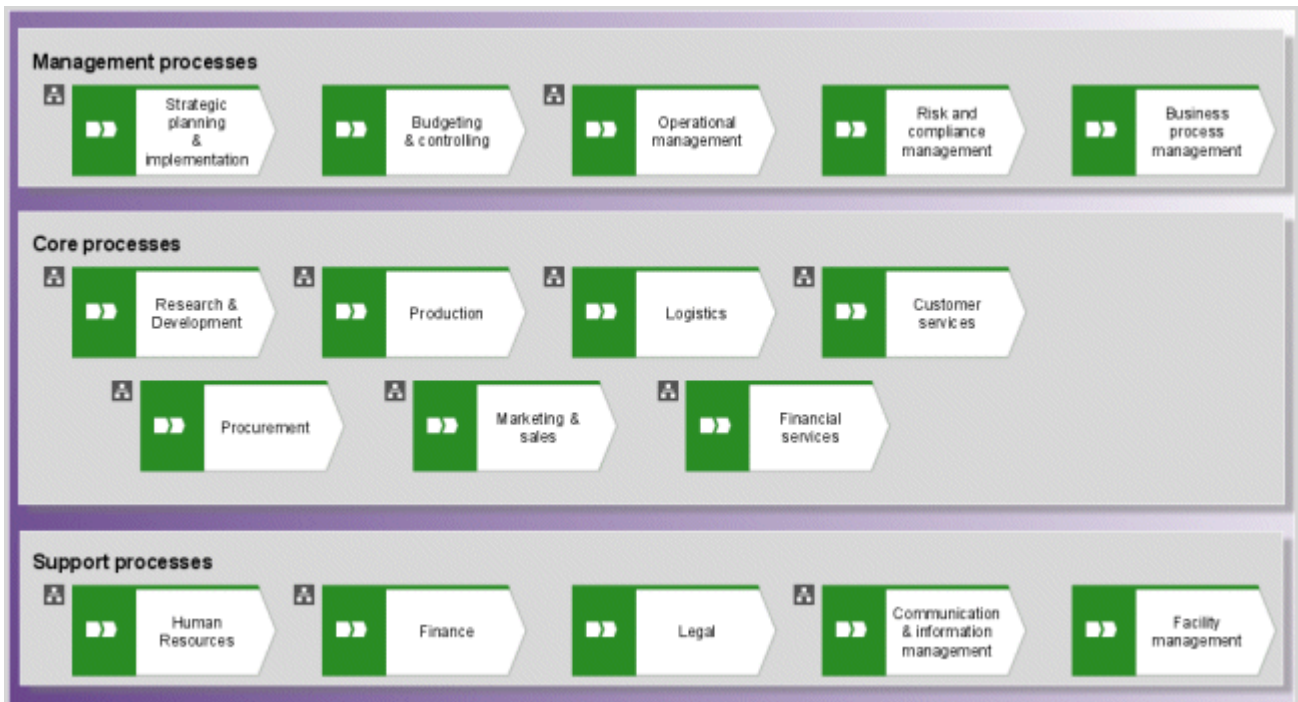 Management processes
Strategic
planning
&
implementation
Budgeting
& controlling
Operational
management
Risk and
compliance
management
Business
process
management
Core processes
Research &
Development
Production
Logistics
Customer
services
Procurement
Marketing &
sales
Financial
services
Support processes
Human
Resources
Finance
Legal
Communication
& information
management
Facility
management